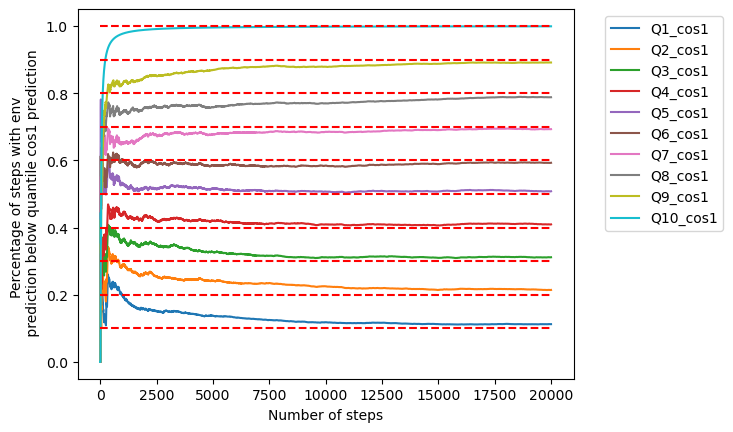 Percentage of steps with env
prediction below quantile cos1 prediction
1.0
0.8
0.6
0.4
0.2
0.0
0
2500
5000
7500
10000
12500
15000
17500
20000
Number of steps
Q1_cos1
Q2_cos1
Q3_cos1
Q4_cos1
Q5_cos1
Q6_cos1
Q7_cos1
Q8_cos1
Q9_cos1
Q10_cos1